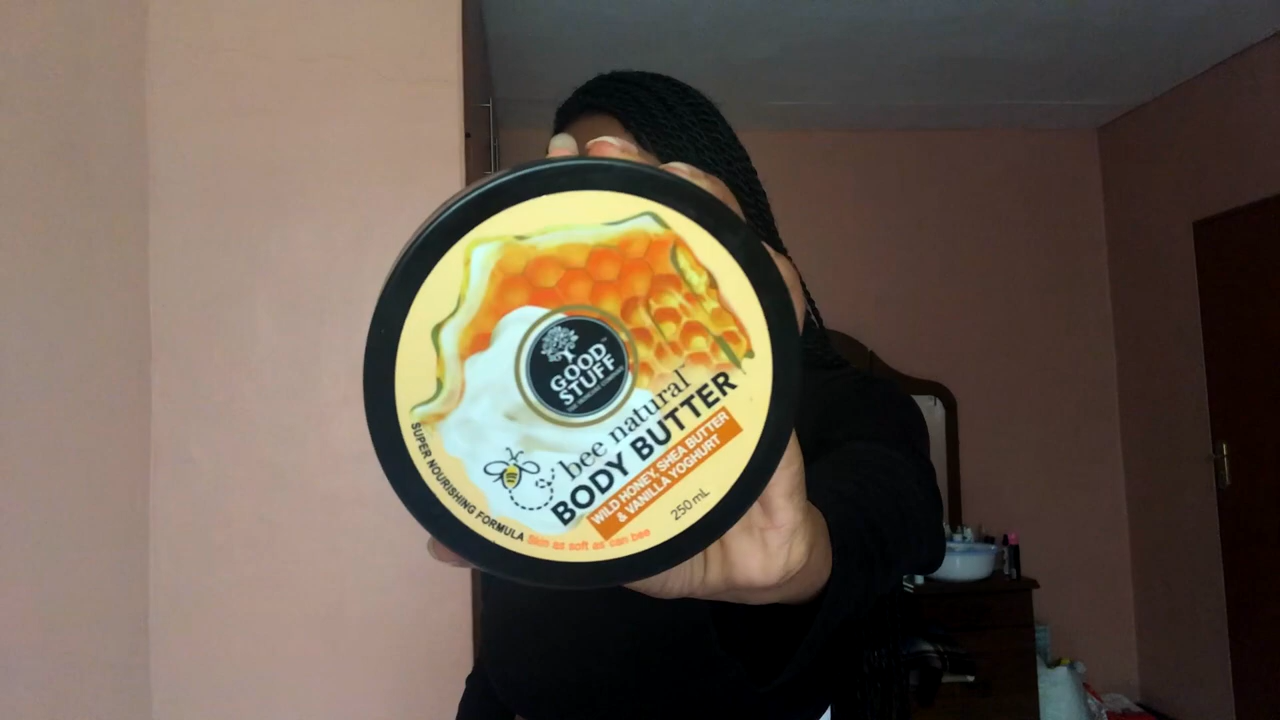 GOOD
STUFF
bee natural™
BODY BUTTER
WILD HONEY, SHEA BUTTER
& VANILLA YOGHURT
250 mL
SUPER NOURISHING FORMULA Skin as soft as can bee